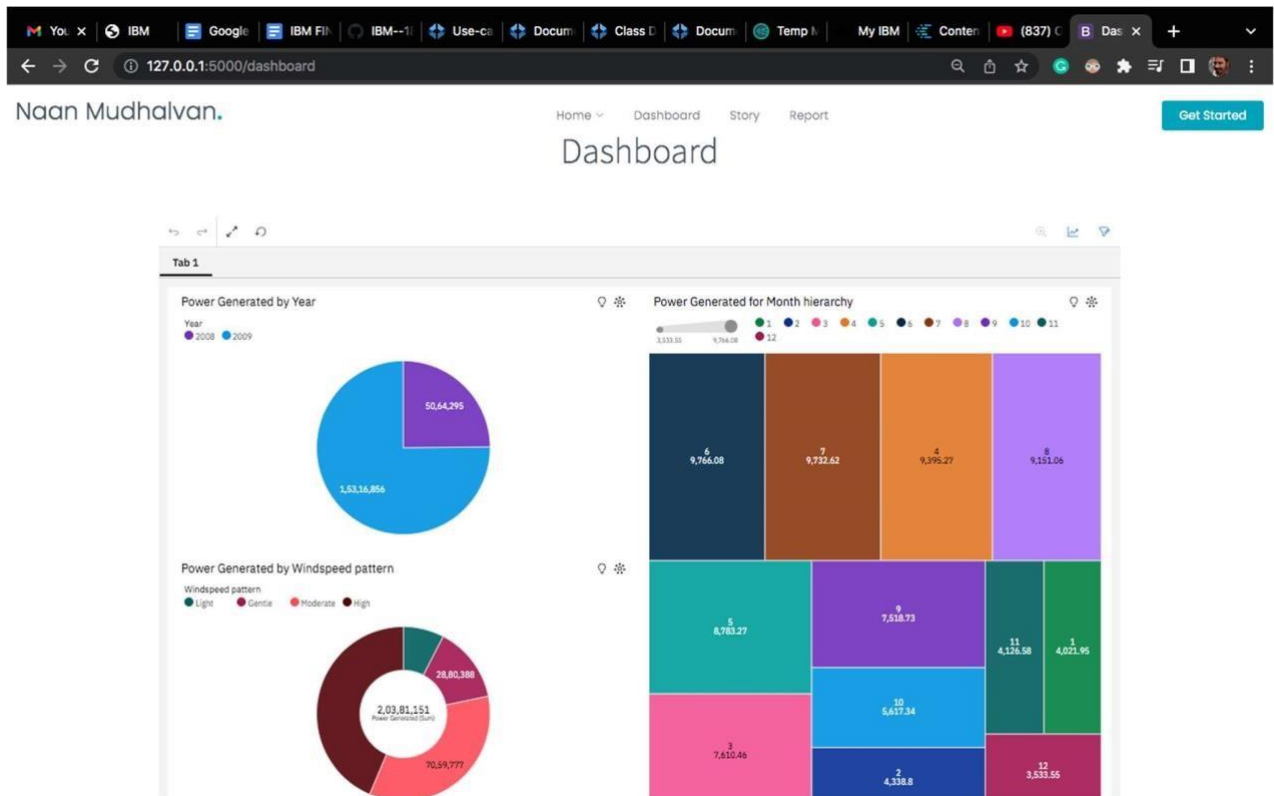 You IBM Google IBM FIN IBM--1 Use-ca Docum Class D Docum Temp M My IBM Conten (837) C Das
127.0.0.1:5000/dashboard
Naan Mudhalvan.
Home Dashboard Story Report
Get Started
Dashboard
Tab 1
Power Generated by Year
Year
2008 2009
50,64,295
1,53,16,856
Power Generated by Windspeed pattern
Windspeed pattern
Light Gentle Moderate High
28,80,388
2,03,81,151
Power Generated (Sum)
70,59,777
Power Generated for Month hierarchy
1 2 3 4 5 6 7 8 9 10 11
3,533.55 9,766.08 12
6
9,766.08
7
9,732.62
4
9,395.27
8
9,151.06
5
8,783.27
9
7,518.73
11
4,126.58
1
4,021.95
10
5,617.34
3
7,610.46
2
4,338.8
12
3,533.55